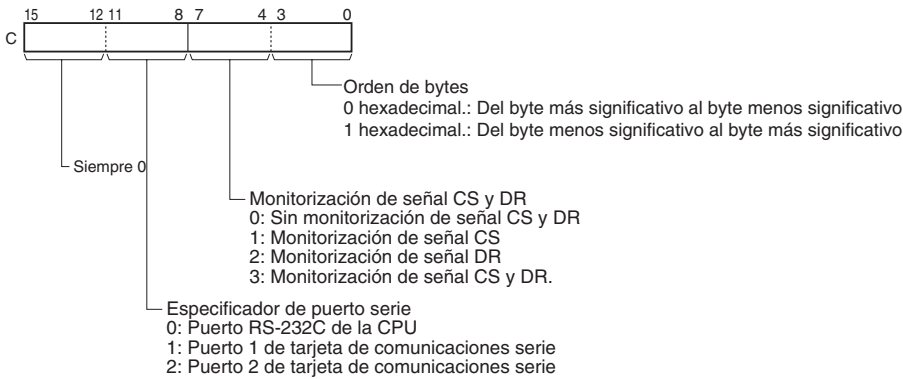 15 12 11 8 7 4 3 0
C
Orden de bytes
0 hexadecimal.: Del byte más significativo al byte menos significativo
1 hexadecimal.: Del byte menos significativo al byte más significativo
Siempre 0
Monitorización de señal CS y DR
0: Sin monitorización de señal CS y DR
1: Monitorización de señal CS
2: Monitorización de señal DR
3: Monitorización de señal CS y DR.
Especificador de puerto serie
0: Puerto RS-232C de la CPU
1: Puerto 1 de tarjeta de comunicaciones serie
2: Puerto 2 de tarjeta de comunicaciones serie